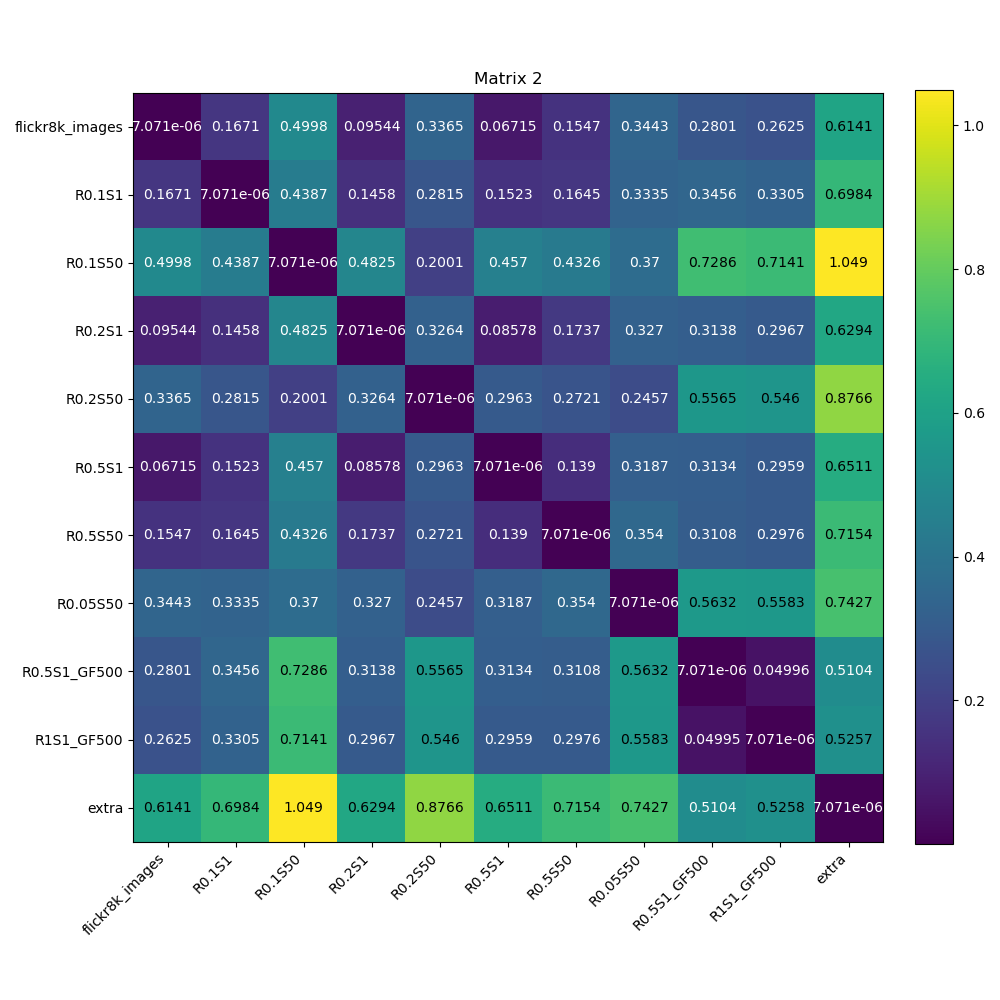 Matrix 2
flickr8k_images 7.071e-06 0.1671 0.4998 0.09544 0.3365 0.06715 0.1547 0.3443 0.2801 0.2625 0.6141
R0.1S1 0.1671 7.071e-06 0.4387 0.1458 0.2815 0.1523 0.1645 0.3335 0.3456 0.3305 0.6984
R0.1S50 0.4998 0.4387 7.071e-06 0.4825 0.2001 0.457 0.4326 0.37 0.7286 0.7141 1.049
R0.2S1 0.09544 0.1458 0.4825 7.071e-06 0.3264 0.08578 0.1737 0.327 0.3138 0.2967 0.6294
R0.2S50 0.3365 0.2815 0.2001 0.3264 7.071e-06 0.2963 0.2721 0.2457 0.5565 0.546 0.8766
R0.5S1 0.06715 0.1523 0.457 0.08578 0.2963 7.071e-06 0.139 0.3187 0.3134 0.2959 0.6511
R0.5S50 0.1547 0.1645 0.4326 0.1737 0.2721 0.139 7.071e-06 0.354 0.3108 0.2976 0.7154
R0.05S50 0.3443 0.3335 0.37 0.327 0.2457 0.3187 0.354 7.071e-06 0.5632 0.5583 0.7427
R0.5S1_GF500 0.2801 0.3456 0.7286 0.3138 0.5565 0.3134 0.3108 0.5632 7.071e-06 0.04996 0.5104
R1S1_GF500 0.2625 0.3305 0.7141 0.2967 0.546 0.2959 0.2976 0.5583 0.04995 7.071e-06 0.5257
extra 0.6141 0.6984 1.049 0.6294 0.8766 0.6511 0.7154 0.7427 0.5104 0.5258 7.071e-06
flickr8k_images R0.1S1 R0.1S50 R0.2S1 R0.2S50 R0.5S1 R0.5S50 R0.05S50 R0.5S1_GF500 R1S1_GF500 extra
1.0
0.8
0.6
0.4
0.2